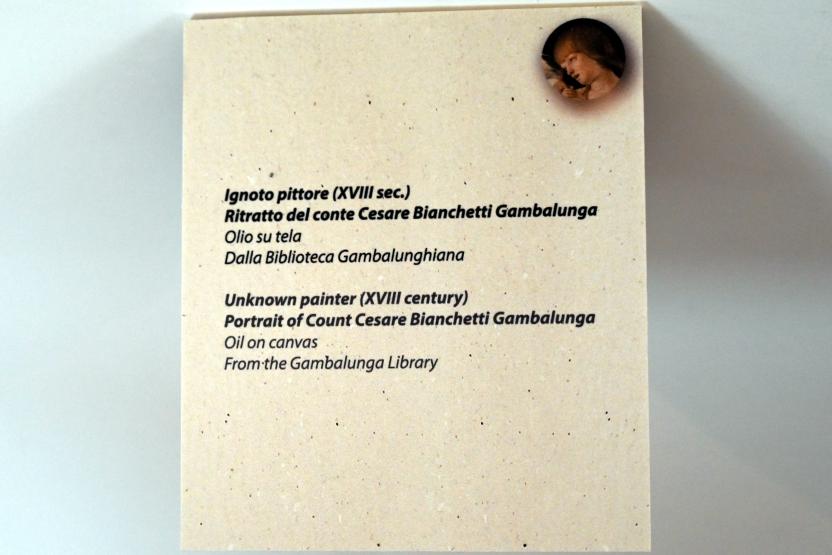 Ignoto pittore (XVIII sec.)
Ritratto del conte Cesare Bianchetti Gambalunga
Olio su tela
Dalla Biblioteca Gambalunghiana
Unknown painter (XVIII century)
Portrait of Count Cesare Bianchetti Gambalunga
Oil on canvas
From the Gambalunga Library